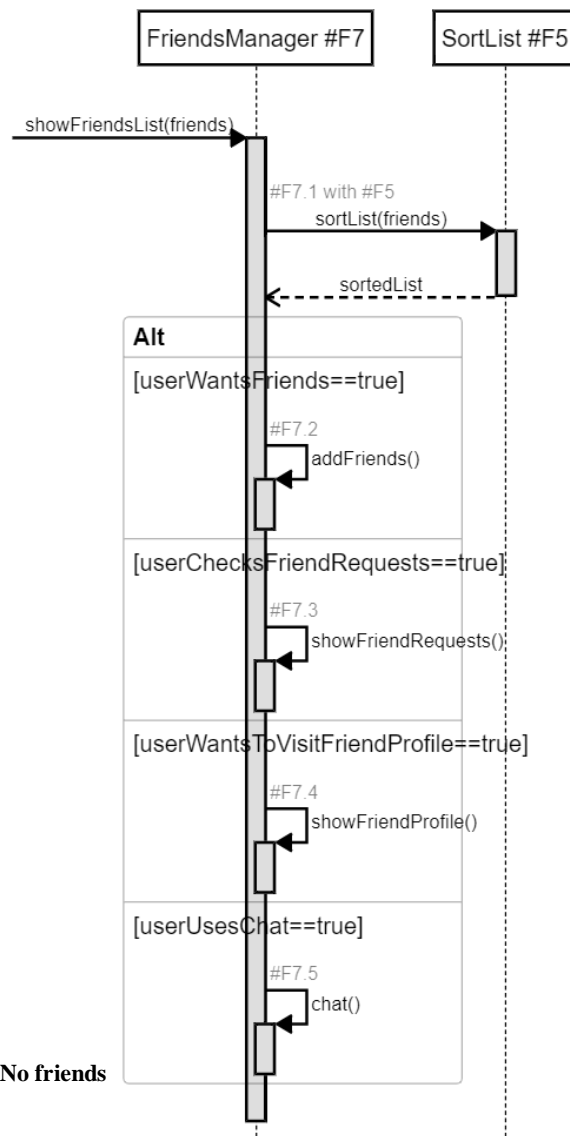 FriendsManager #F7
SortList #F5
showFriendsList(friends)
#F7.1 with #F5
sortList(friends)
sortedList
Alt
[userWantsFriends==true]
#F7.2
addFriends()
[userChecksFriendRequests==true]
#F7.3
showFriendRequests()
[userWantsToVisitFriendProfile==true]
#F7.4
showFriendProfile()
[userUsesChat==true]
#F7.5
chat()
No friends